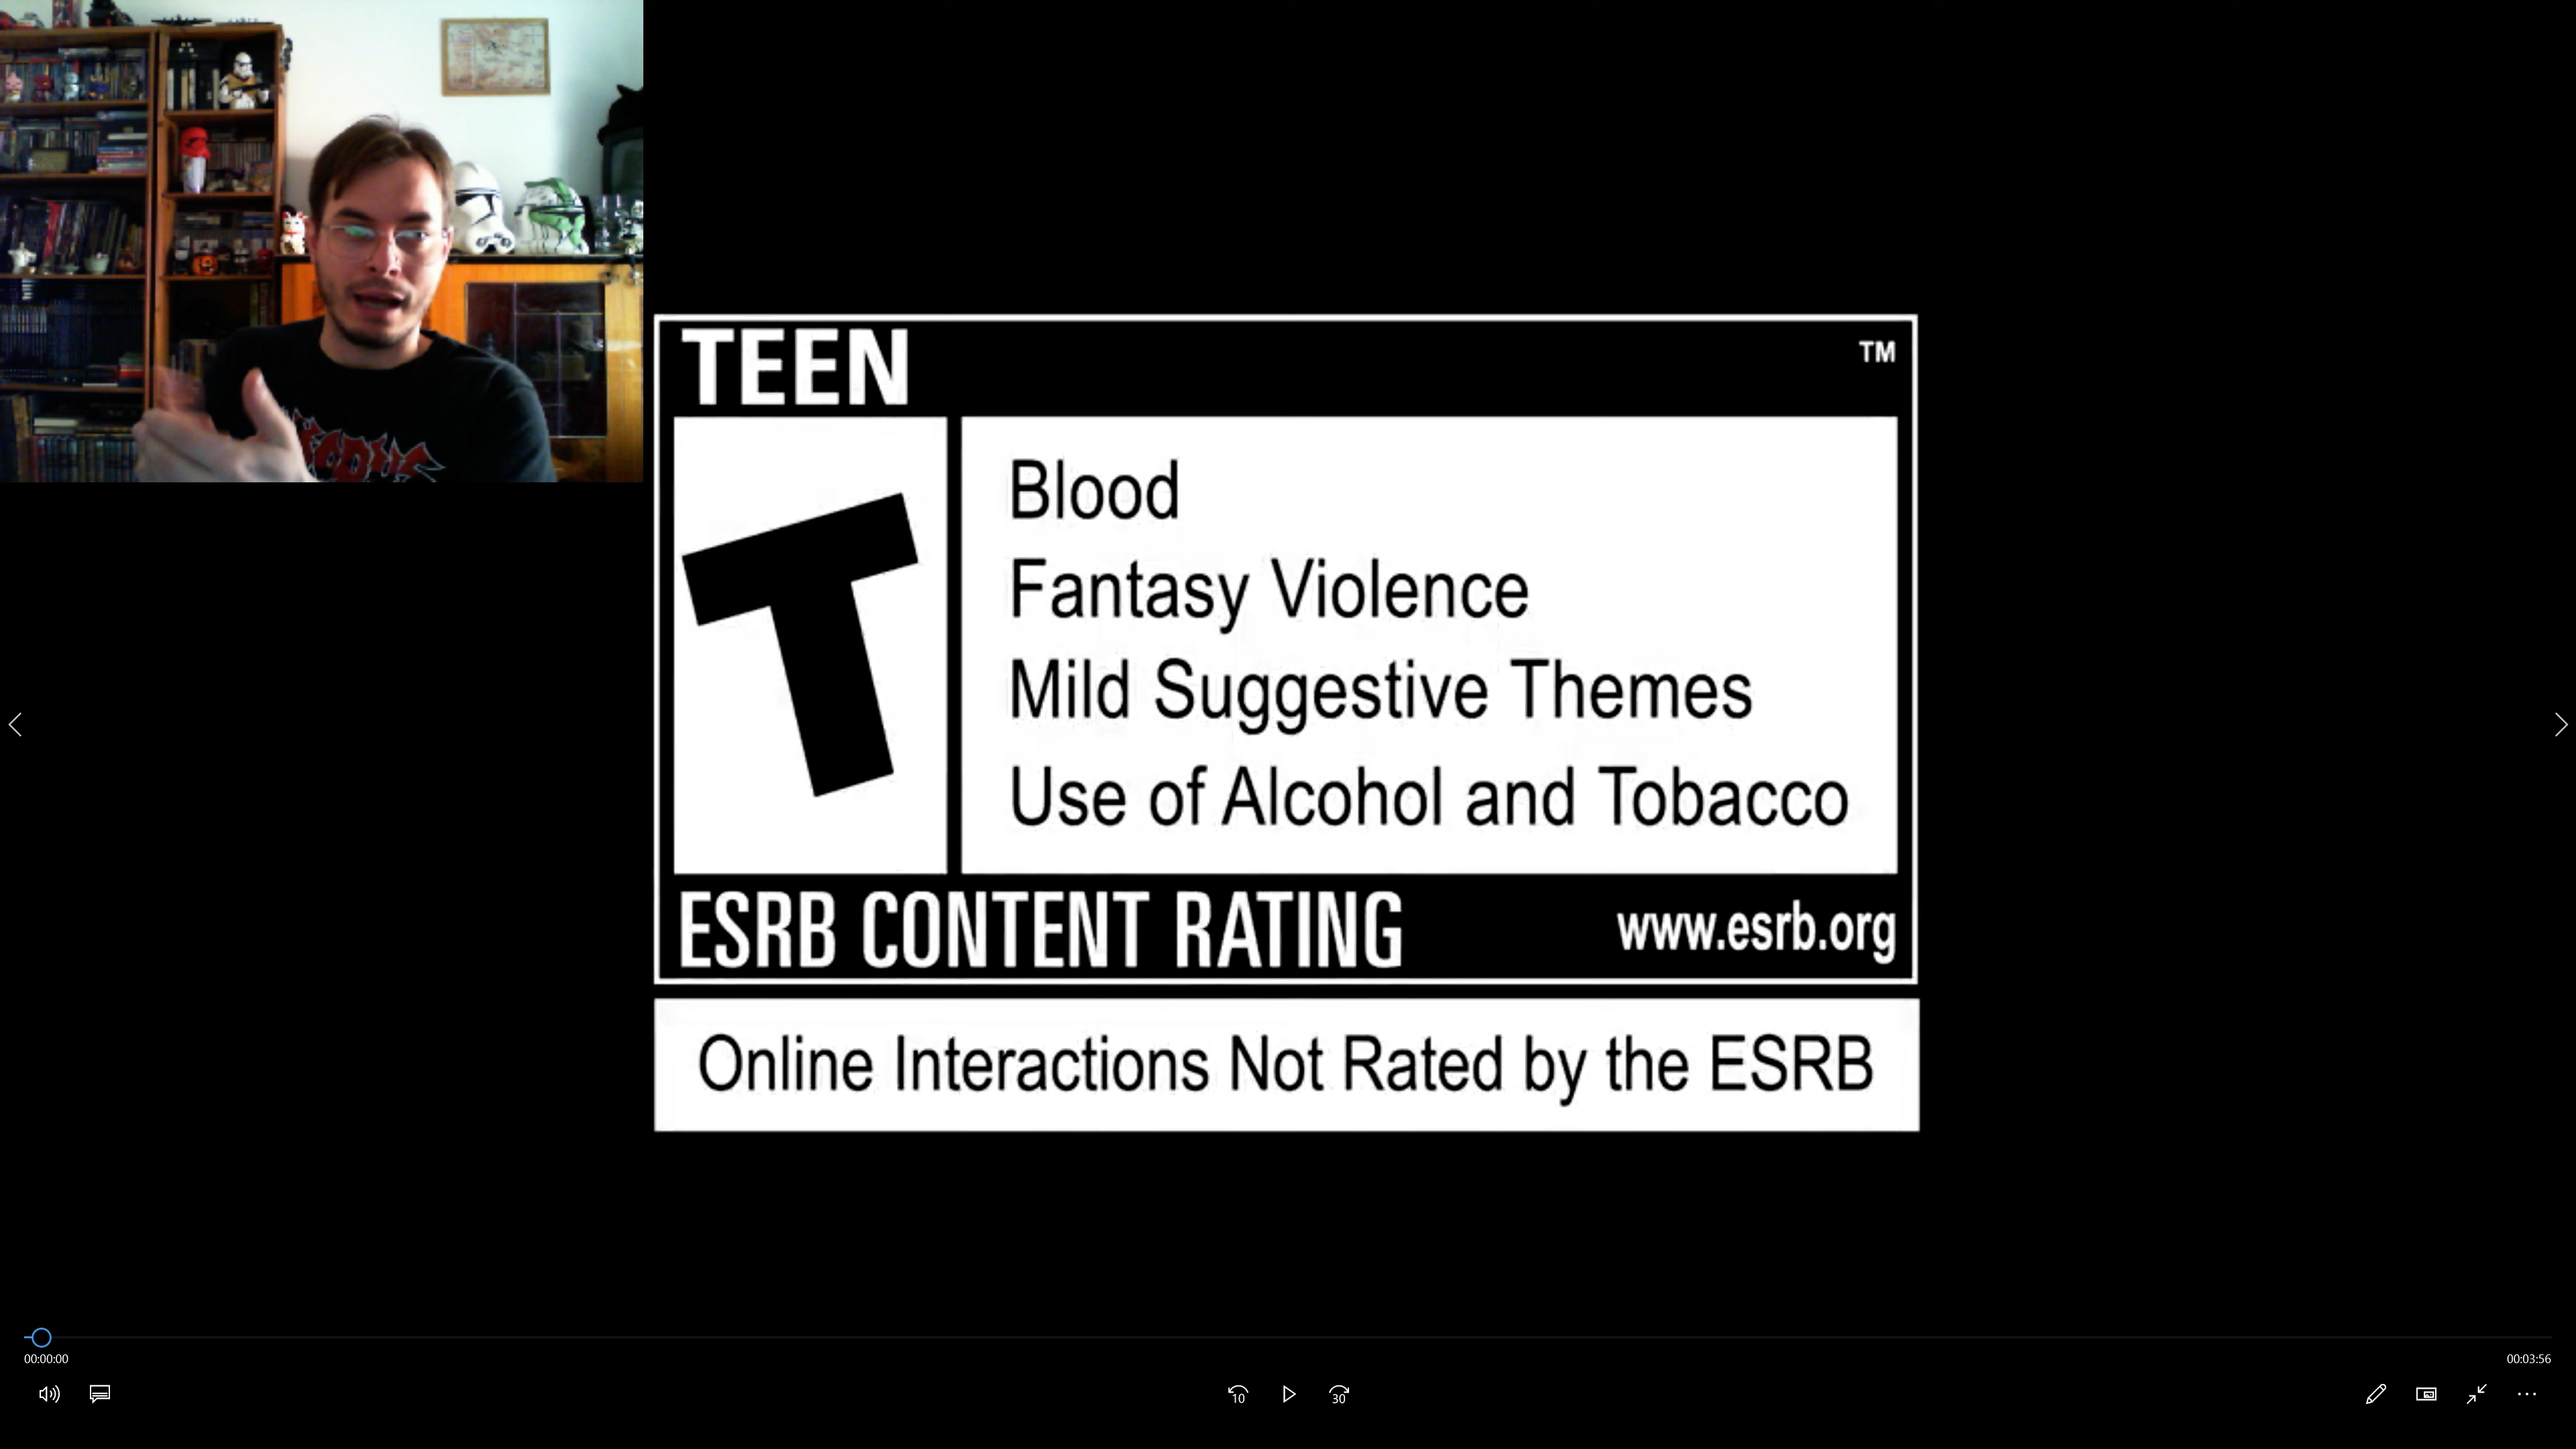 TEEN
TM
T
Blood
Fantasy Violence
Mild Suggestive Themes
Use of Alcohol and Tobacco
ESRB CONTENT RATING
www.esrb.org
Online Interactions Not Rated by the ESRB
00:00:00
00:03:56
10
30